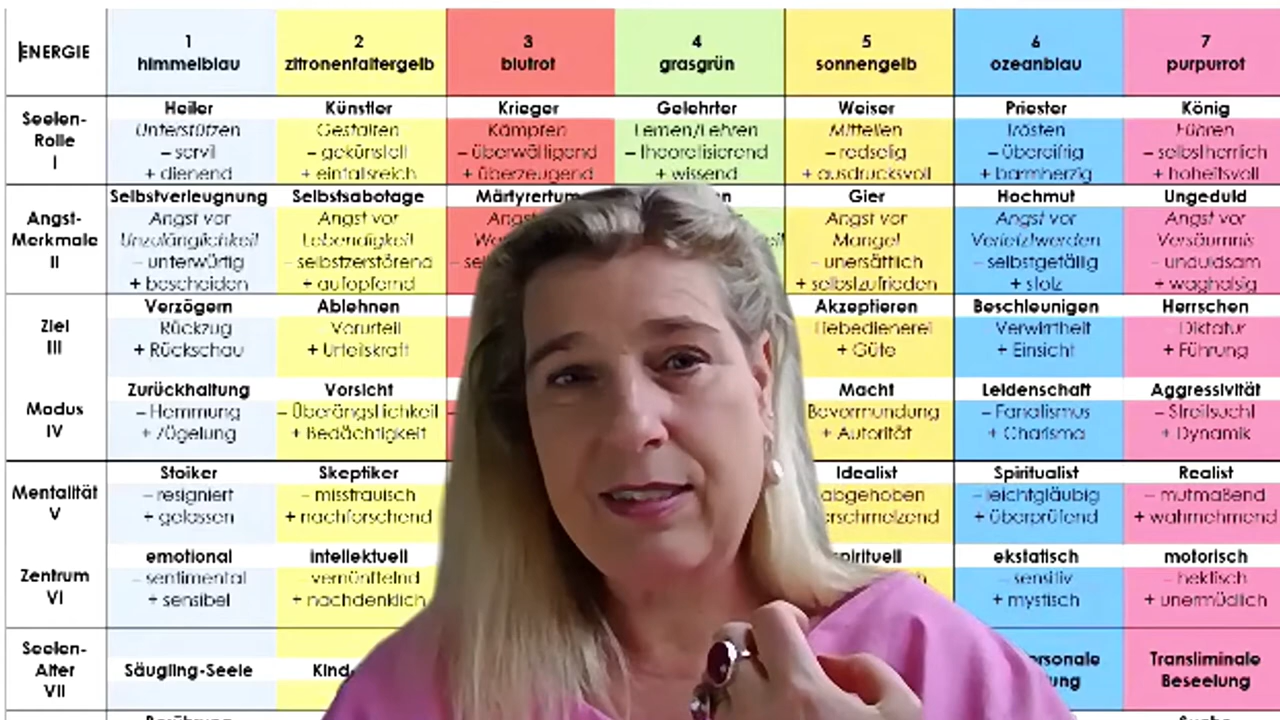 ENERGIE
1
himmelblau
2
zitronenfaltergelb
3
blutrot
4
grasgrün
5
sonnengelb
6
ozeanblau
7
purpurrot
Seelen-
Rolle
I
Heiler
Unterstützen
– servil
+ dienend
Künstler
Gestalten
– gekünstelt
+ einfallsreich
Krieger
Kämpfen
– überwältigend
+ überzeugend
Gelehrter
Lernen/Lehren
– theoretisierend
+ wissend
Weiser
Mitteilen
– redselig
+ ausdrucksvoll
Priester
Trösten
– übereifrig
+ barmherzig
König
Führen
– selbstherrlich
+ hoheitsvoll
Angst-
Merkmale
II
Selbstverleugnung
Angst vor
Unzulänglichkeit
– unterwürfig
+ bescheiden
Selbstsabotage
Angst vor
Lebendigkeit
– selbstzerstörend
+ aufopfernd
Märtyrertum
Gier
Angst vor
Mangel
– unersättlich
+ selbstzufrieden
Hochmut
Angst vor
Verletztwerden
– selbstgefällig
+ stolz
Ungeduld
Angst vor
Versäumnis
– unduldsam
+ waghalsig
Ziel
III
Verzögern
Rückzug
+ Rückschau
Ablehnen
Vorurteil
+ Urteilskraft
Akzeptieren
Liebedienerei
+ Güte
Beschleunigen
Verwirrtheit
+ Einsicht
Herrschen
– Diktatur
+ Führung
Modus
IV
Zurückhaltung
– Hemmung
+ Zügelung
Vorsicht
– Überängstlichkeit
+ Bedächtigkeit
Macht
Bevormundung
+ Autorität
Leidenschaft
– Fanatismus
+ Charisma
Aggressivität
– Streitsucht
+ Dynamik
Mentalität
V
Stoiker
– resigniert
+ gelassen
Skeptiker
– misstrauisch
+ nachforschend
Idealist
abgehoben
Spiritualist
– leichtgläubig
+ überprüfend
Realist
– mutmaßend
+ wahrnehmend
Zentrum
VI
emotional
– sentimental
+ sensibel
intellektuell
– vernünftelnd
+ nachdenklich
ekstatisch
– sensitiv
+ mystisch
motorisch
– hektisch
+ unermüdlich
Seelen-
Alter
VII
Säugling-Seele
Kind-
Transliminale
Beseelung